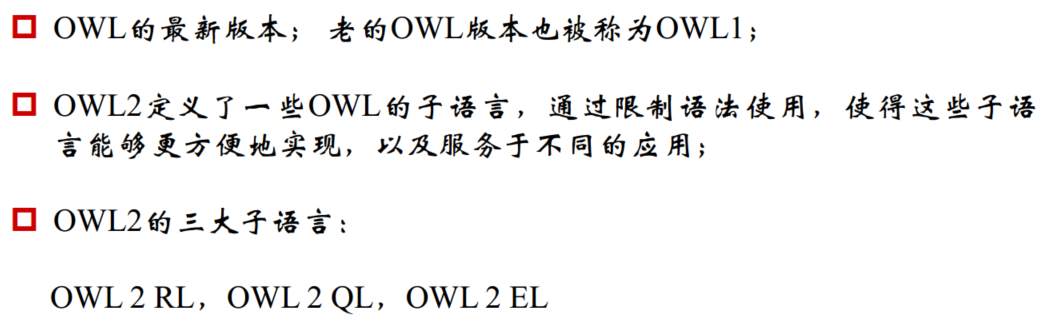 OWL的最新版本； 老的OWL版本也被称为OWL1；
OWL2定义了一些OWL的子语言，通过限制语法使用，使得这些子语
言能够更方便地实现，以及服务于不同的应用；
OWL2的三大子语言：
OWL 2 RL，OWL 2 QL，OWL 2 EL